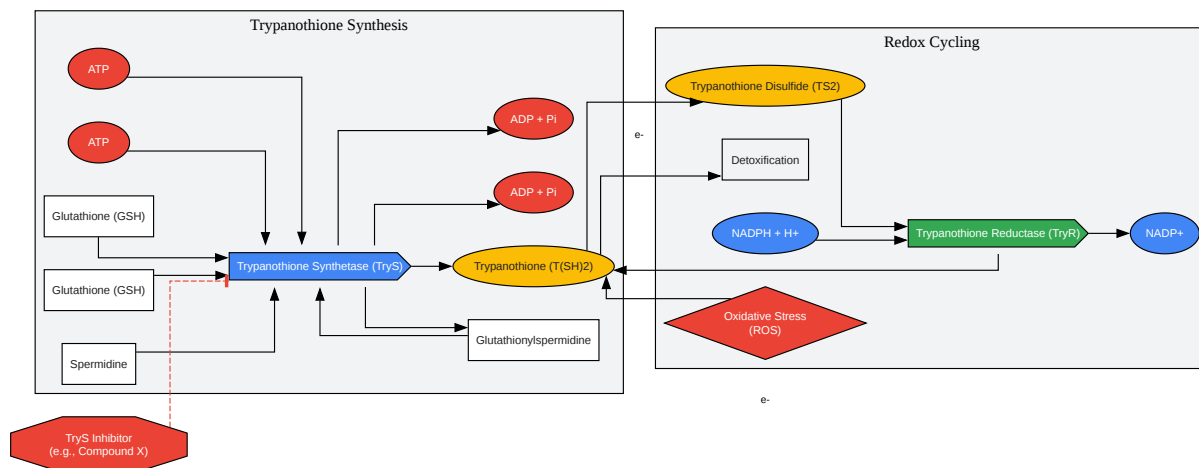 Trypanothione Synthesis
ATP
ATP
Glutathione (GSH)
Glutathione (GSH)
Spermidine
Trypanothione Synthetase (TryS)
ADP + Pi
ADP + Pi
Trypanothione (T(SH)2)
Glutathionylspermidine
TryS Inhibitor
(e.g., Compound X)
e-
Redox Cycling
Trypanothione Disulfide (TS2)
Detoxification
NADPH + H+
Trypanothione Reductase (TryR)
NADP+
Oxidative Stress
(ROS)
e-